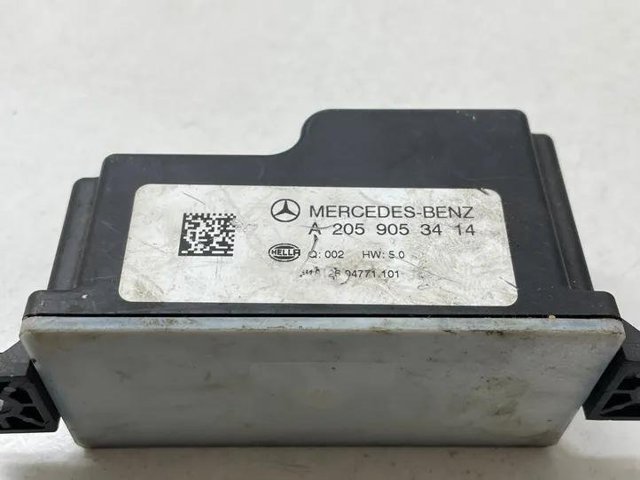 MERCEDES-BENZ
A 205 905 34 14
HELLA Q: 002 HW: 5.0
94771.101